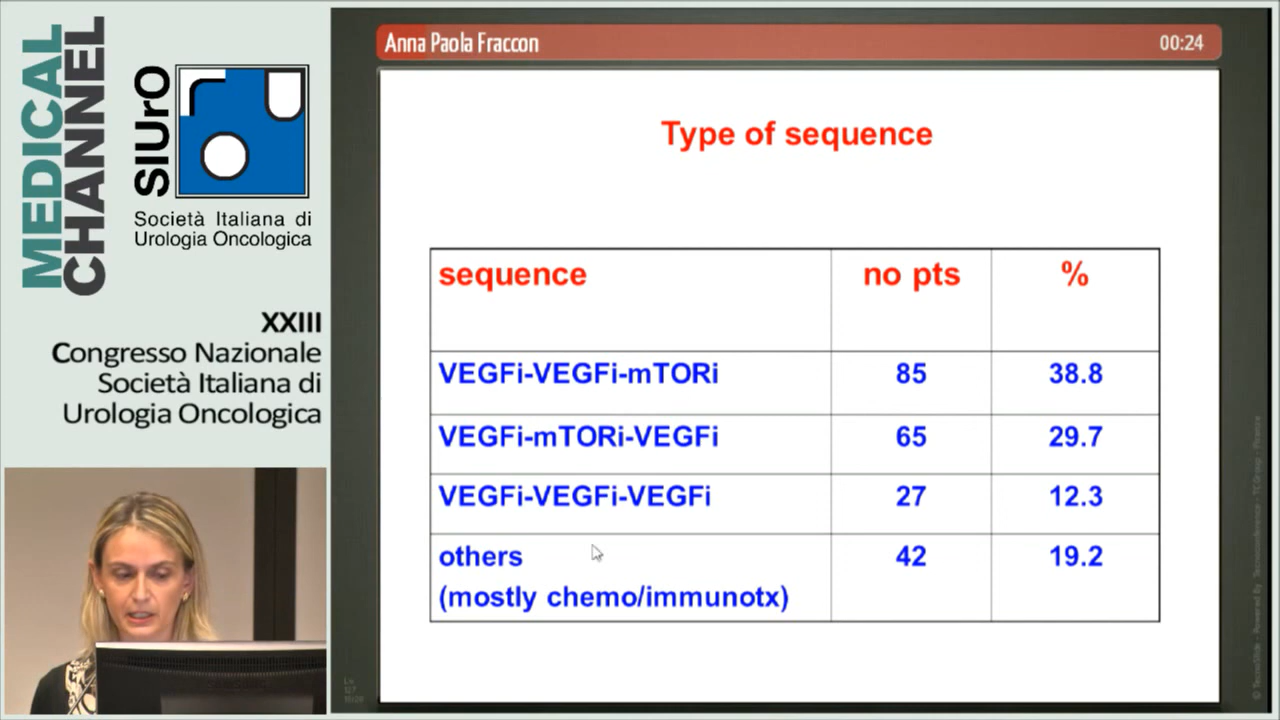 MEDICAL
CHANNEL
SIUrO
Società Italiana di
Urologia Oncologica
XXIII
Congresso Nazionale
Società Italiana di
Urologia Oncologica
Anna Paola Fraccon
00:24
Type of sequence
sequence no pts %
VEGFi-VEGFi-mTORi 85 38.8
VEGFi-mTORi-VEGFi 65 29.7
VEGFi-VEGFi-VEGFi 27 12.3
others 42 19.2
(mostly chemo/immunotx)